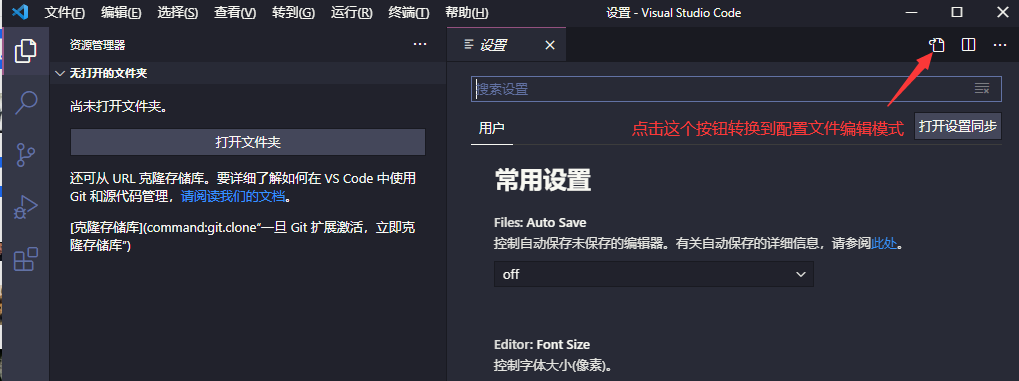 文件(F) 编辑(E) 选择(S) 查看(V) 转到(G) 运行(R) 终端(T) 帮助(H) 设置 - Visual Studio Code
资源管理器 ···
无打开的文件夹
尚未打开文件夹。
打开文件夹
还可从 URL 克隆存储库。要详细了解如何在 VS Code 中使用
Git 和源代码管理，请阅读我们的文档。
[克隆存储库](command:git.clone“一旦 Git 扩展激活，立即克
隆存储库”)
设置
搜索设置
点击这个按钮转换到配置文件编辑模式
用户
打开设置同步
常用设置
Files: Auto Save
控制自动保存未保存的编辑器。有关自动保存的详细信息，请参阅此处。
off
Editor: Font Size
控制字体大小(像素)。